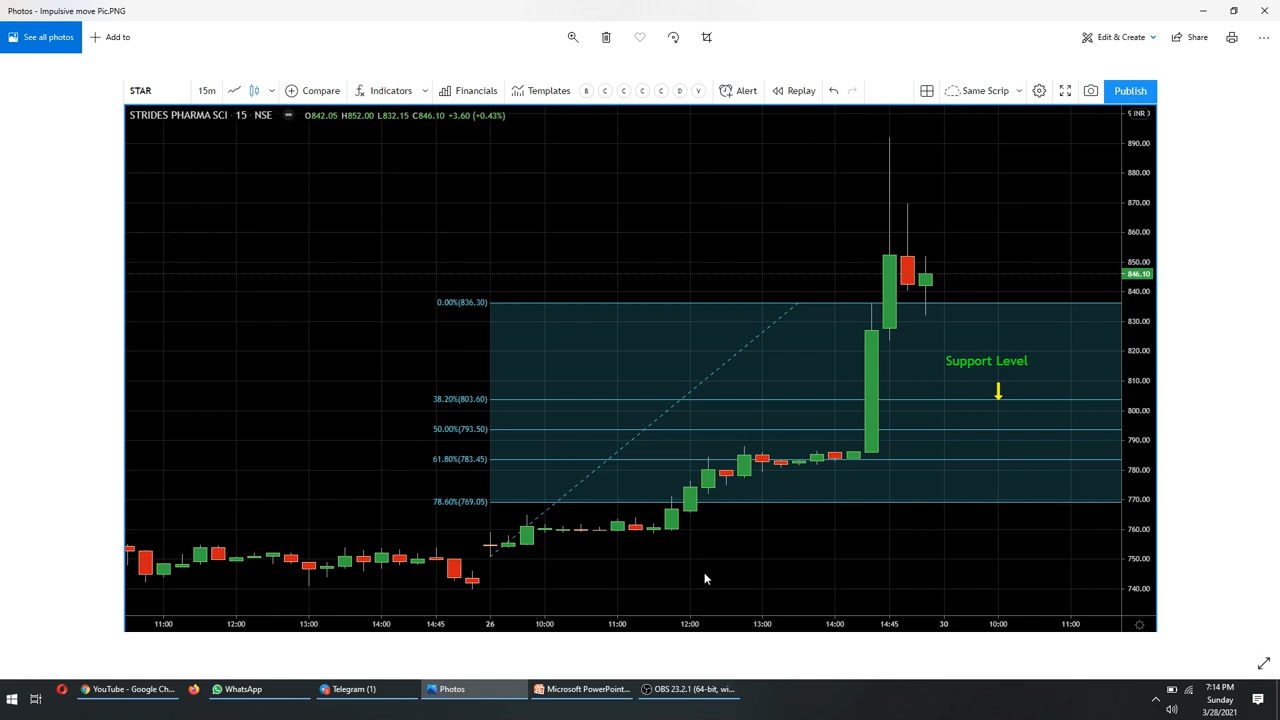 Photos - Impulsive move Pic.PNG
See all photos
Add to
Edit & Create
Share
STAR 15m Compare Indicators Financials Templates B C C C C D V Alert Replay Same Scrip Publish
STRIDES PHARMA SCI · 15 · NSE O842.05 H852.00 L832.15 C846.10 +3.60 (+0.43%)
INR
890.00
880.00
870.00
860.00
850.00
846.10
840.00
0.00%(836.30)
830.00
820.00
Support Level
810.00
38.20%(803.60)
800.00
50.00%(793.50)
790.00
61.80%(783.45)
780.00
770.00
78.60%(769.05)
770.00
760.00
750.00
740.00
11:00 12:00 13:00 14:00 14:45 26 10:00 11:00 12:00 13:00 14:00 14:45 30 10:00 11:00
YouTube - Google Ch...
WhatsApp
Telegram (1)
Photos
Microsoft PowerPoint...
OBS 23.2.1 (64-bit, wi...
7:14 PM
Sunday
3/28/2021